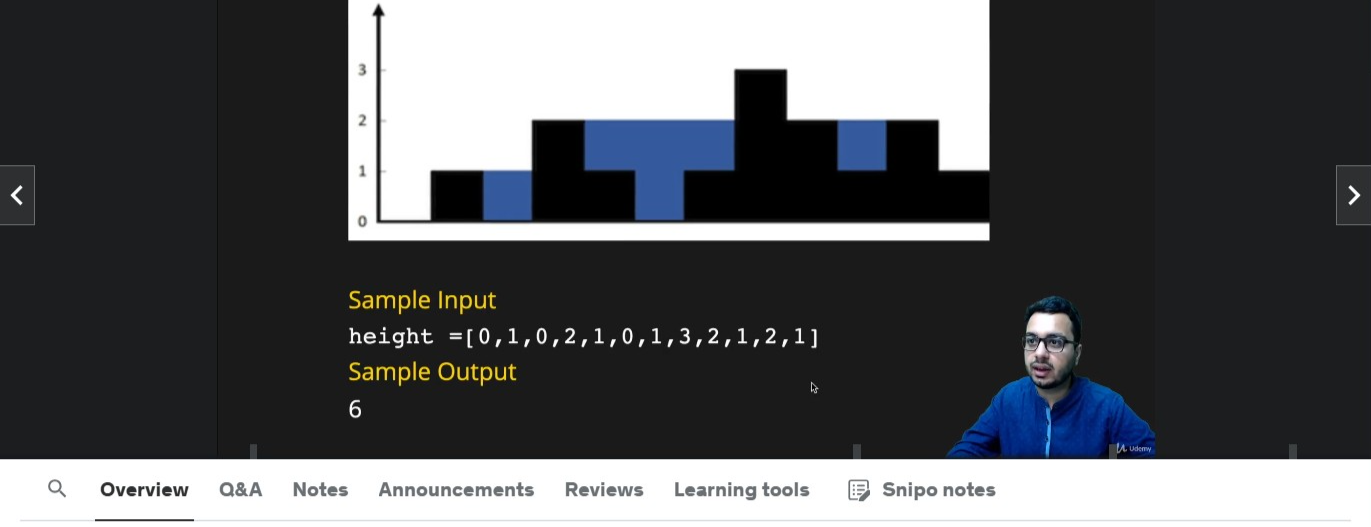 3
2
1
0
Sample Input
height =[0,1,0,2,1,0,1,3,2,1,2,1]
Sample Output
6
Udemy
Overview Q&A Notes Announcements Reviews Learning tools Snipo notes